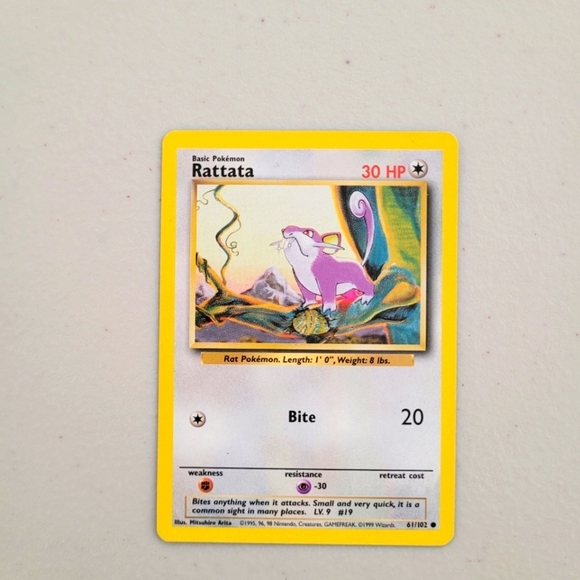 Basic Pokémon
Rattata 30 HP
Rat Pokémon. Length: 1' 0", Weight: 8 lbs.
Bite 20
weakness resistance retreat cost
-30
Bites anything when it attacks. Small and very quick, it is a
common sight in many places. LV. 9 #19
Illus. Mitsuhiro Arita ©1995, 96, 98 Nintendo, Creatures, GAMEFREAK. ©1999 Wizards. 61/102